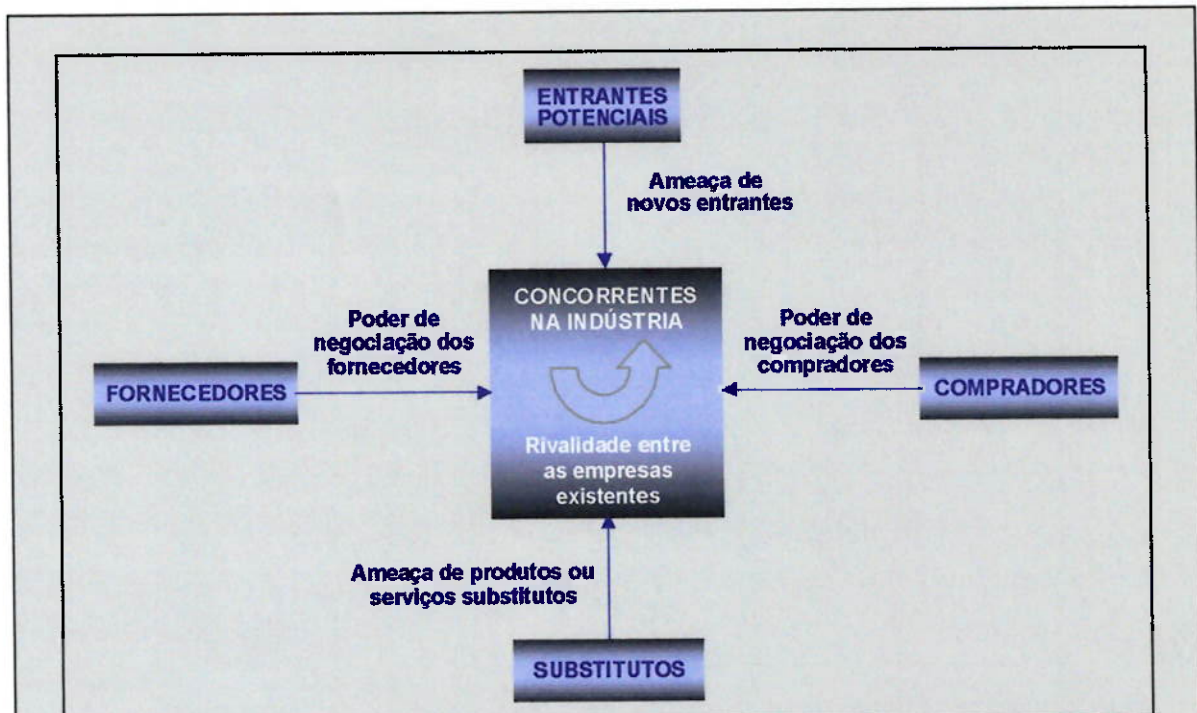 ENTRANTES
POTENCIAIS
Ameaça de
novos entrantes
CONCORRENTES
NA INDÚSTRIA
Poder de
negociação dos
fornecedores
Poder de
negociação dos
compradores
FORNECEDORES
COMPRADORES
Rivalidade entre
as empresas
existentes
Ameaça de produtos ou
serviços substitutos
SUBSTITUTOS